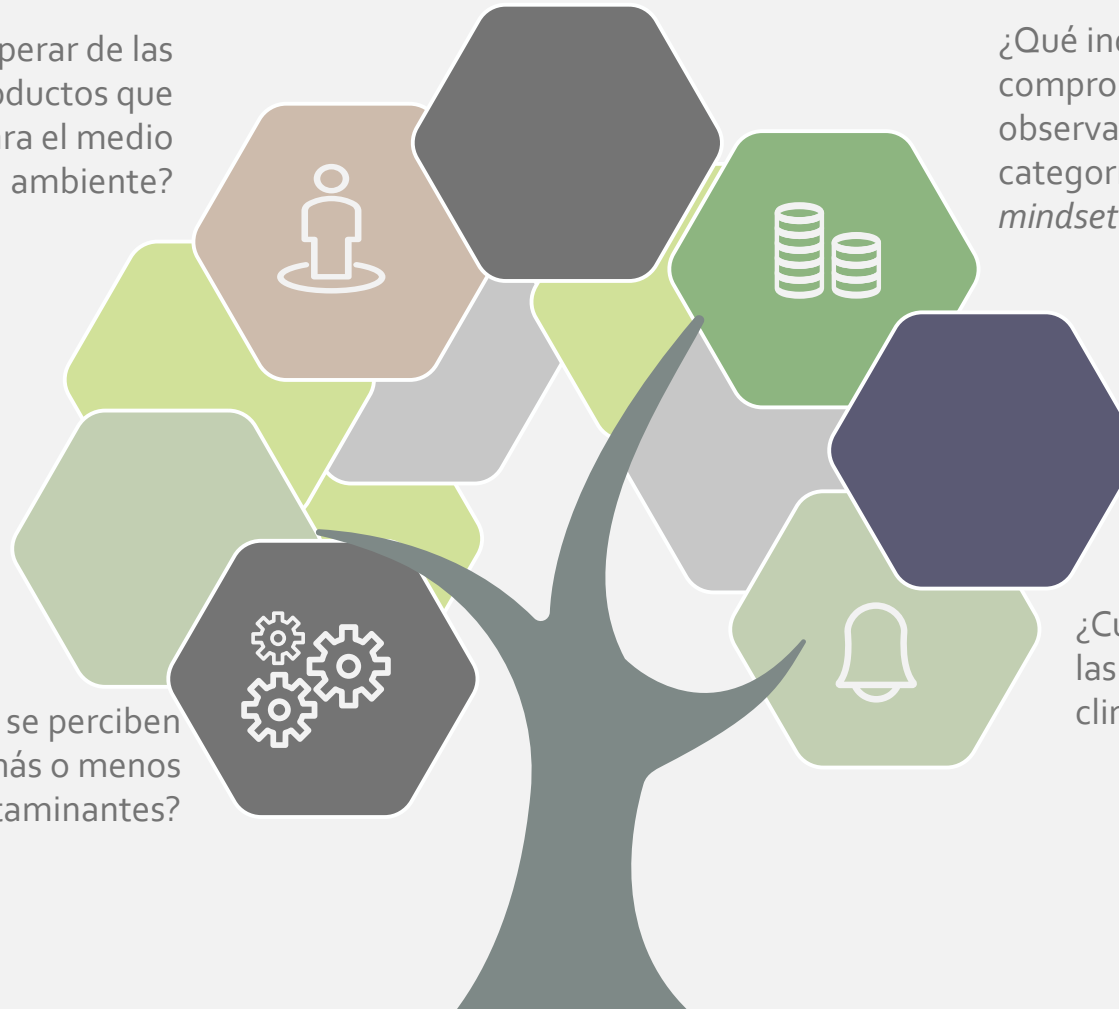 perar de las
oductos que
ra el medio
ambiente?
¿Qué in
compro
observa
categor
mindset
se perciben
más o menos
taminantes?
¿Cu
las
clin